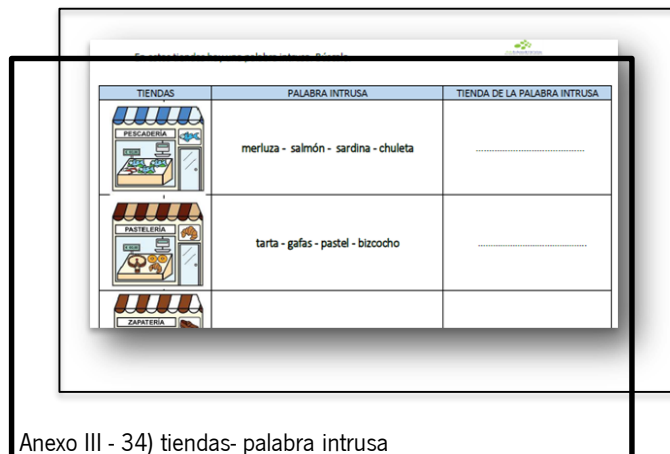 TIENDAS PALABRA INTRUSA TIENDA DE LA PALABRA INTRUSA
PESCADERÍA
merluza - salmón - sardina - chuleta ........................................
PASTELERÍA
tarta - gafas - pastel - bizcocho ........................................
ZAPATERÍA
Anexo III - 34) tiendas- palabra intrusa